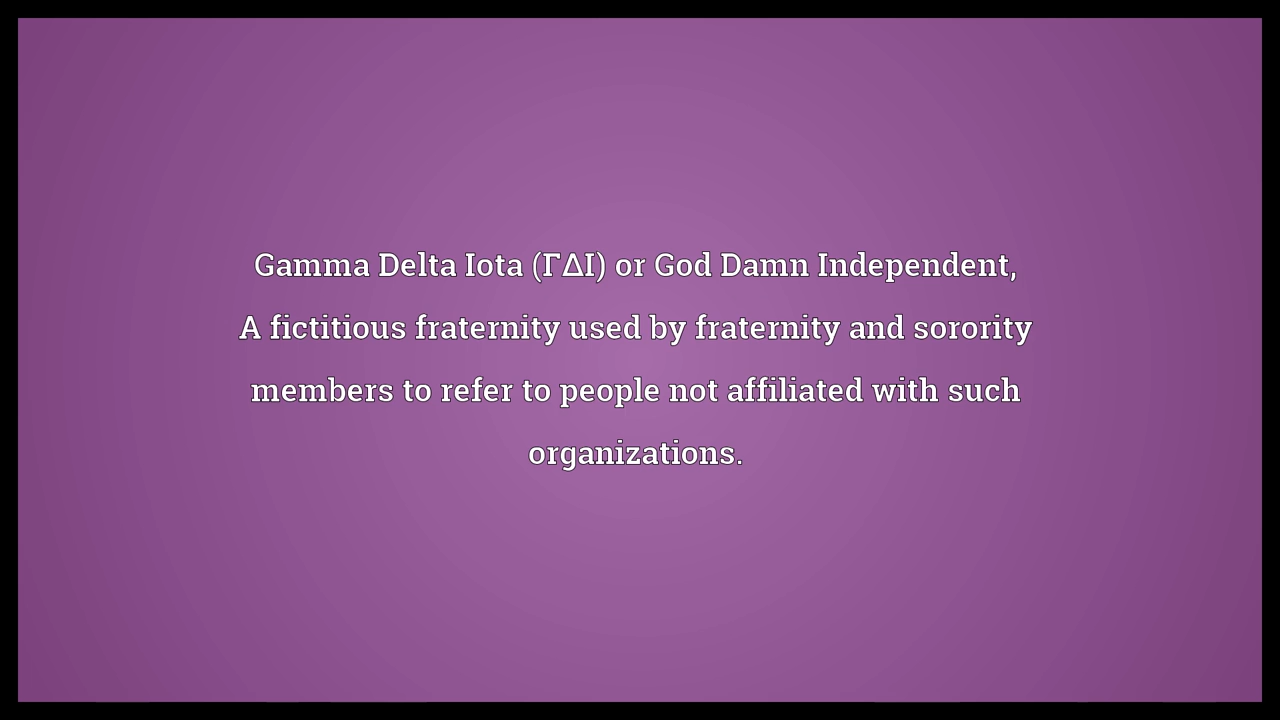 Gamma Delta Iota (ΓΔΙ) or God Damn Independent,
A fictitious fraternity used by fraternity and sorority
members to refer to people not affiliated with such
organizations.